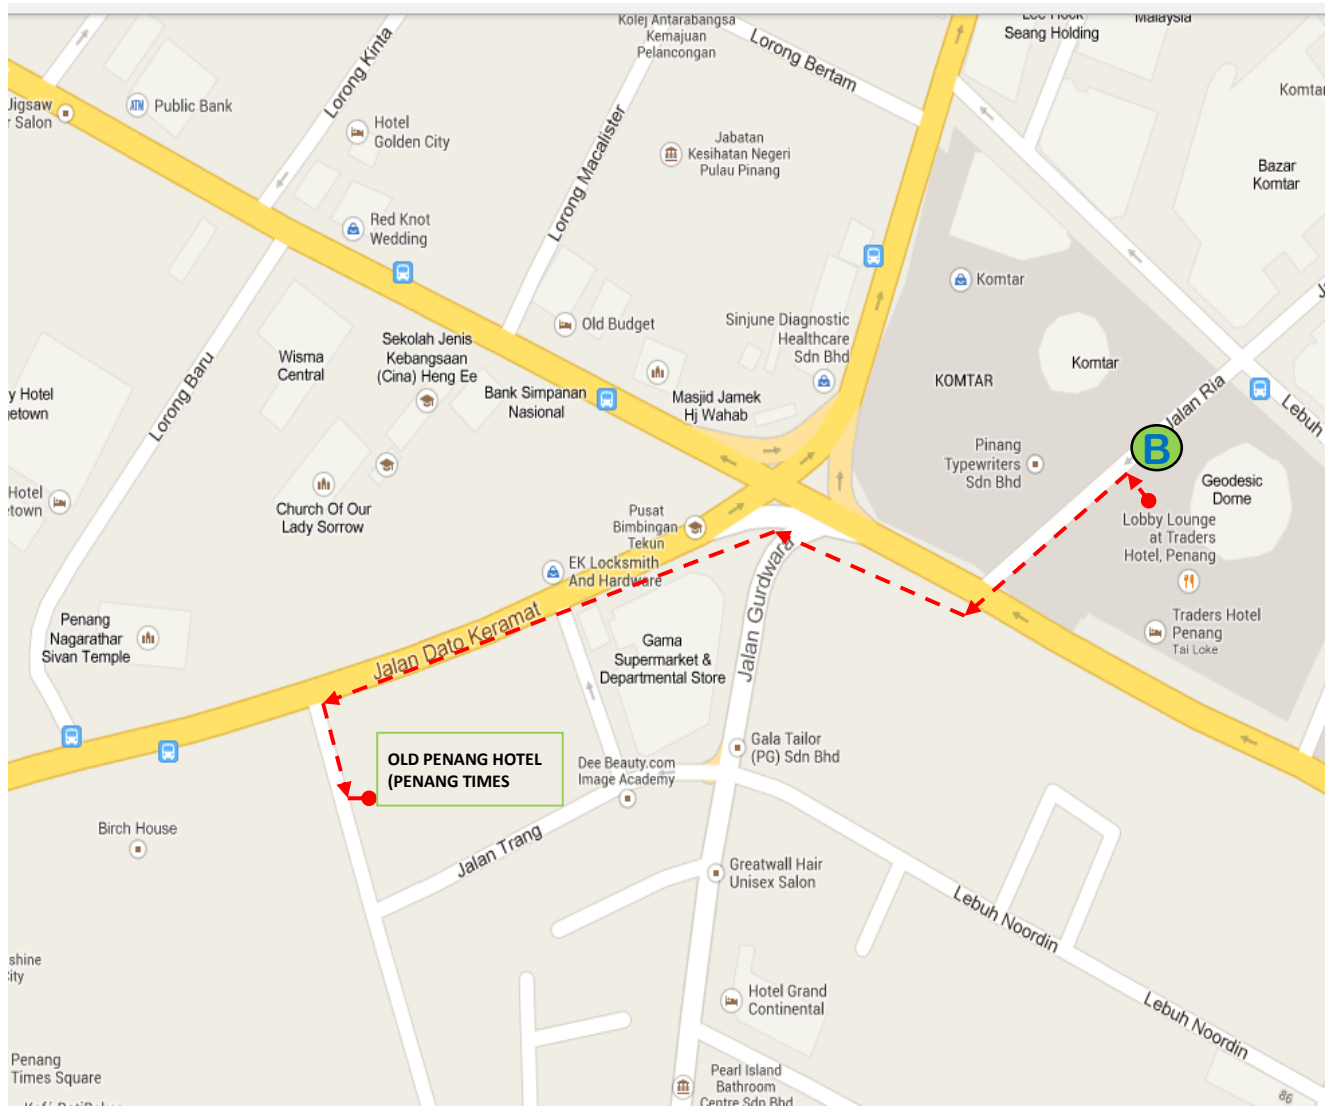 Kolej Antarabangsa
Kemajuan
Pelancongan
Lorong Bertam
Seang Holding
Malaysia
Lorong Kinta
Jigsaw
Salon
Public Bank
ATM
Hotel
Golden City
Lorong Macalister
Jabatan
Kesihatan Negeri
Pulau Pinang
Komtar
Bazar
Komtar
Red Knot
Wedding
Komtar
Old Budget
Sinjune Diagnostic
Healthcare
Sdn Bhd
Wisma
Central
Sekolah Jenis
Kebangsaan
(Cina) Heng Ee
Bank Simpanan
Nasional
Masjid Jamek
Hj Wahab
KOMTAR
Komtar
Jalan Ria
Lebuh
y Hotel
getown
Lorong Baru
Pinang
Typewriters
Sdn Bhd
B
Geodesic
Dome
Hotel
etown
Church Of Our
Lady Sorrow
Pusat
Bimbingan
Tekun
Lobby Lounge
at Traders
Hotel, Penang
EK Locksmith
And Hardware
Jalan Gurdwara
Jalan Dato Keramat
Penang
Nagarathar
Sivan Temple
Gama
Supermarket &
Departmental Store
Traders Hotel
Penang
Tai Loke
OLD PENANG HOTEL
(PENANG TIMES
Dee Beauty.com
Image Academy
Gala Tailor
(PG) Sdn Bhd
Birch House
Jalan Trang
Greatwall Hair
Unisex Salon
Lebuh Noordin
shine
City
Hotel Grand
Continental
Lebuh Noordin
Penang
Times Square
Pearl Island
Bathroom
Centre Sdn Bhd
86